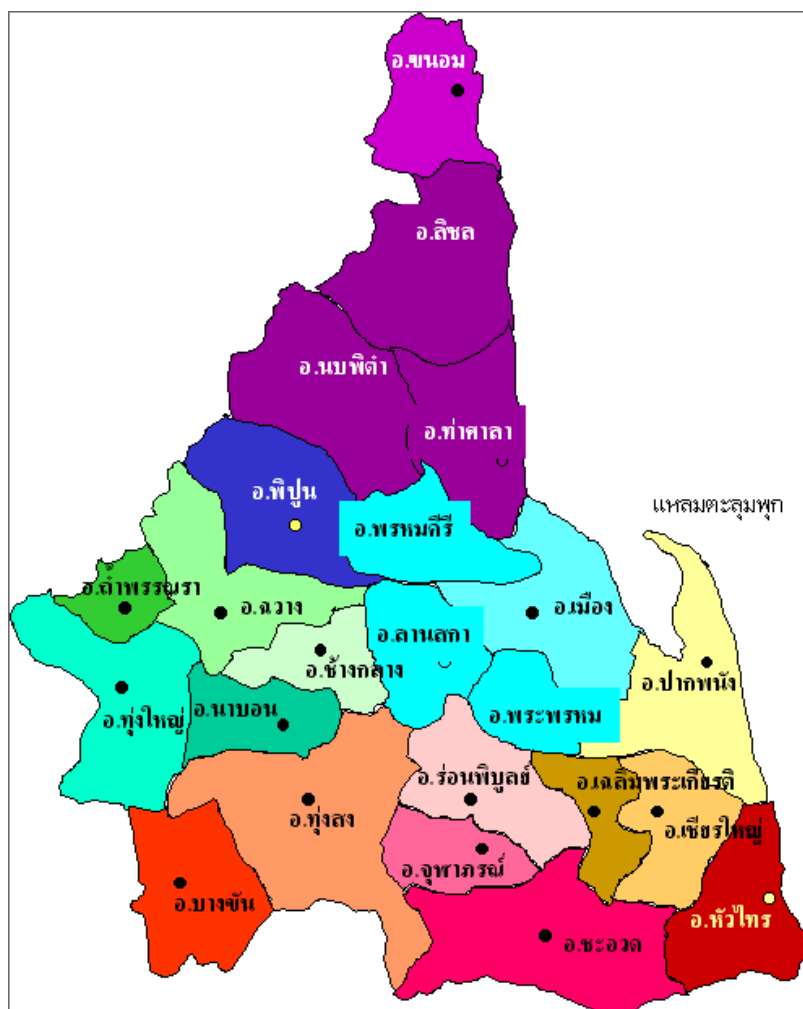 อ.ขนอม
อ.สิชล
อ.นบพิตำ
อ.ท่าศาลา
อ.พิปูน
อ.พรหมคีรี
แหลมตะลุมพุก
อ.ถ้ำพรรณรา
อ.ฉวาง
อ.เมือง
อ.ลานสกา
อ.ช้างกลาง
อ.ปากพนัง
อ.ทุ่งใหญ่
อ.นาบอน
อ.พระพรหม
อ.ร่อนพิบูลย์
อ.เฉลิมพระเกียรติ
อ.ทุ่งสง
อ.เชียรใหญ่
อ.จุฬาภรณ์
อ.บางขัน
อ.หัวไทร
อ.ชะอวด